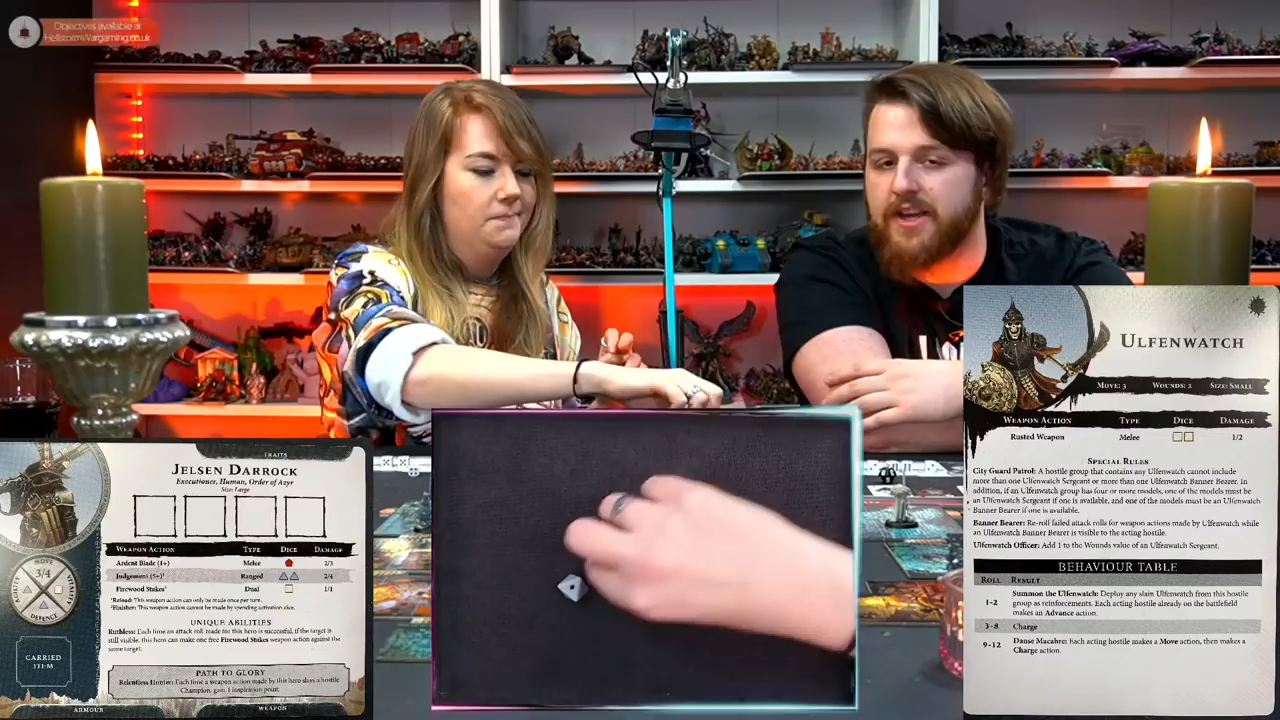 Objectives available at
HellstormWargaming.co.uk
TRAITS
JELSEN DARROCK
Executioner, Human, Order of Azyr
Size: Large
WEAPON ACTION TYPE DICE DAMAGE
Ardent Blade (1+) Melee 2/3
Judgement (5+)¹ Ranged 2/4
Firewood Stakes² Dual 1/1
¹Reload: This weapon action can only be made once per turn.
²Finisher: This weapon action cannot be made by spending activation dice.
UNIQUE ABILITIES
Ruthless: Each time an attack roll made for this hero is successful, if the target is
still visible, this hero can make one free Firewood Stakes weapon action against the
same target.
PATH TO GLORY
Relentless Hunter: Each time a weapon action made by this hero slays a hostile
Champion, gain 1 inspiration point.
MOVE
3/4
AGILITY
VITALITY
DEFENCE
CARRIED
ITEM
ARMOUR
WEAPON
ULFENWATCH
MOVE: 3 WOUNDS: 2 SIZE: SMALL
WEAPON ACTION TYPE DICE DAMAGE
Rusted Weapon Melee 1/2
SPECIAL RULES
City Guard Patrol: A hostile group that contains any Ulfenwatch cannot include
more than one Ulfenwatch Sergeant or more than one Ulfenwatch Banner Bearer. In
addition, if an Ulfenwatch group has four or more models, one of the models must be
an Ulfenwatch Sergeant if one is available, and one of the models must be an Ulfenwatch
Banner Bearer if one is available.
Banner Bearer: Re-roll failed attack rolls for weapon actions made by Ulfenwatch while
an Ulfenwatch Banner Bearer is visible to the acting hostile.
Ulfenwatch Officer: Add 1 to the Wounds value of an Ulfenwatch Sergeant.
BEHAVIOUR TABLE
ROLL RESULT
1-2 Summon the Ulfenwatch: Deploy any slain Ulfenwatch from this hostile
group as reinforcements. Each acting hostile already on the battlefield
makes an Advance action.
3-8 Charge
9-12 Danse Macabre: Each acting hostile makes a Move action, then makes a
Charge action.